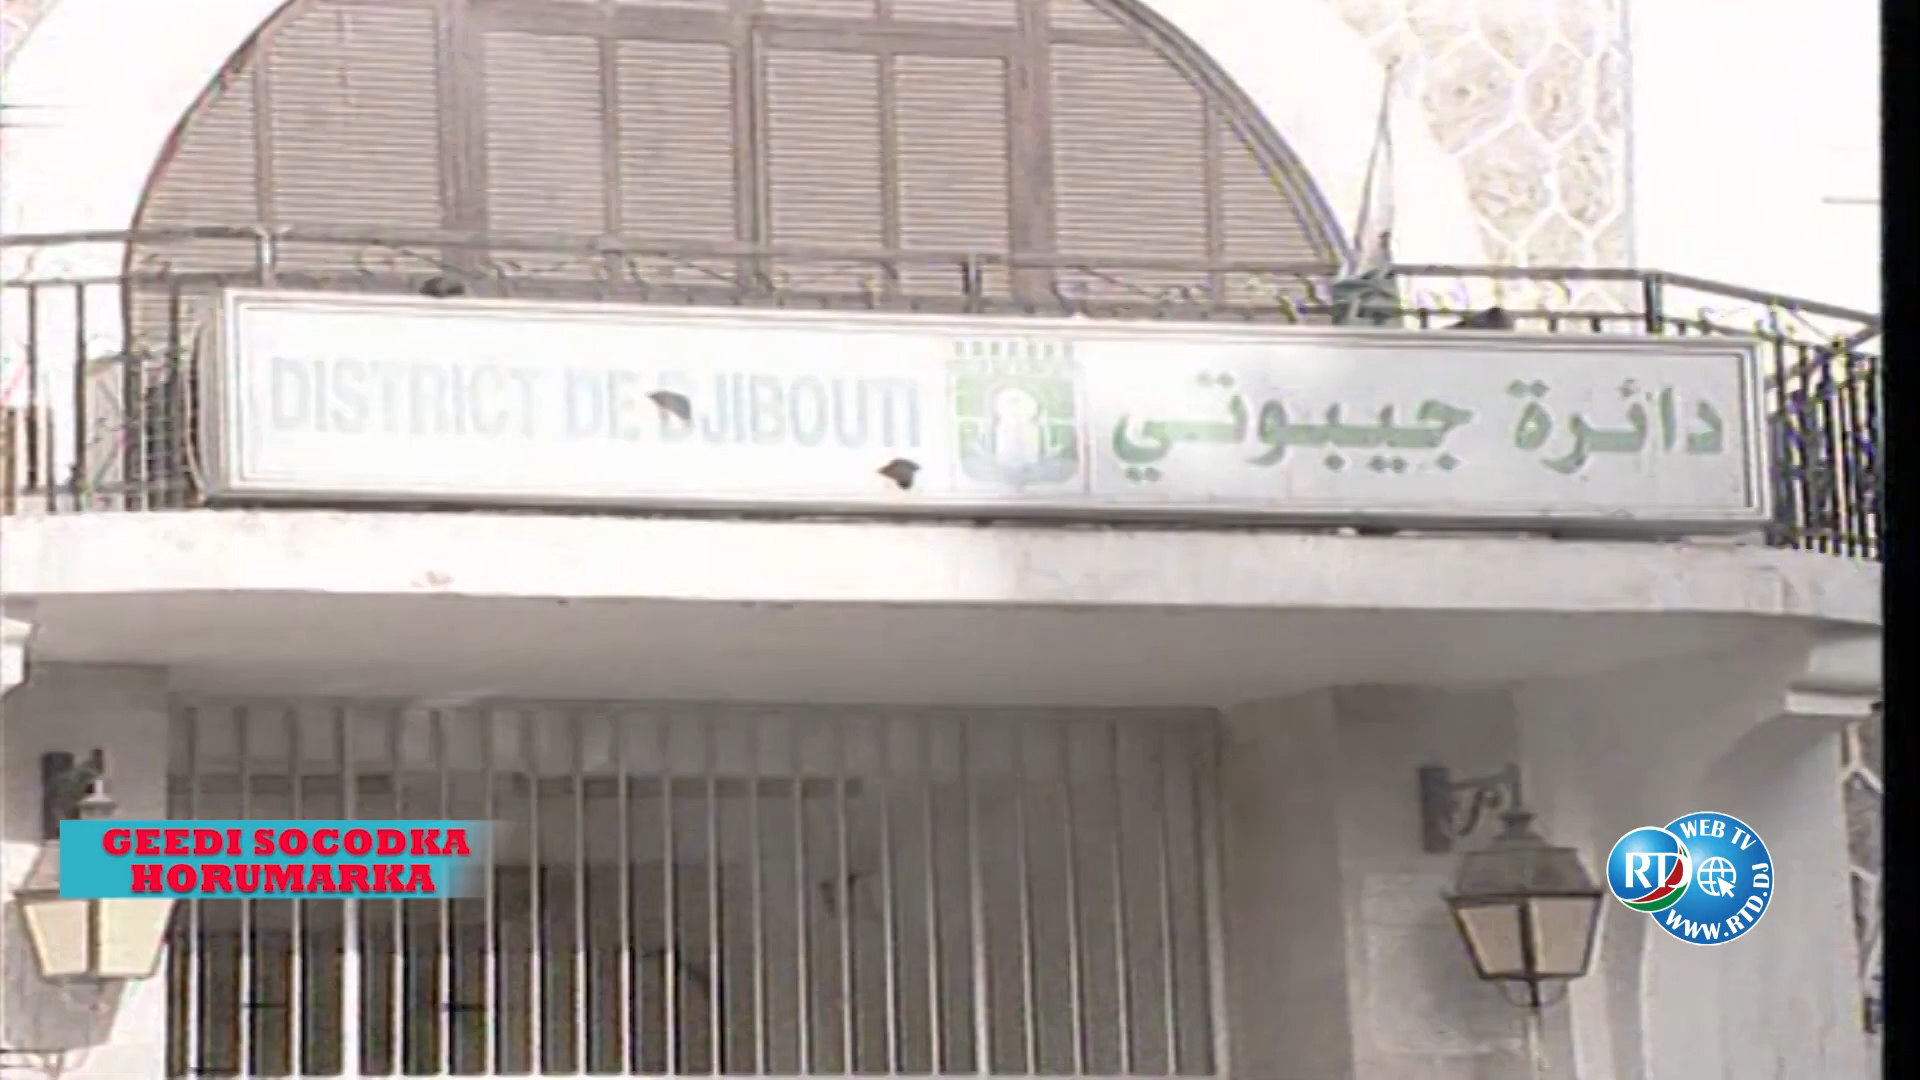 DISTRICT DE DJIBOUTI
دائرة جيبوتي
GEEDI SOCODKA
HORUMARKA
WEB TV
RTD
WWW.RTD.DJ